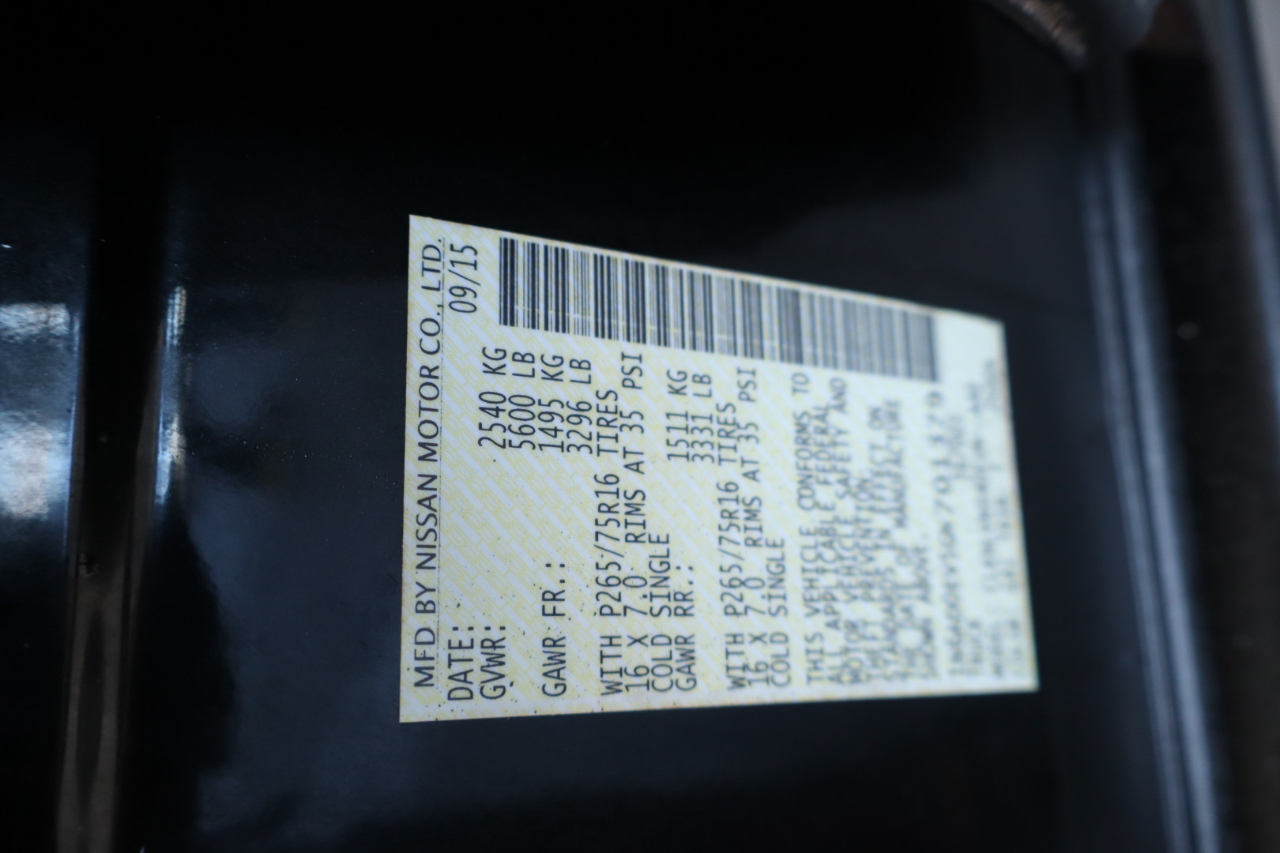 MFD BY NISSAN MOTOR CO., LTD.
DATE: 09/15
GVWR: 2540 KG
5600 LB
GAWR FR.: 1495 KG
3296 LB
WITH P265/75R16 TIRES
16 X 7.0 RIMS AT 35 PSI
COLD SINGLE
GAWR RR.: 1511 KG
3331 LB
WITH P265/75R16 TIRES
16 X 7.0 RIMS AT 35 PSI
COLD SINGLE
THIS VEHICLE CONFORMS TO
ALL APPLICABLE FEDERAL
MOTOR VEHICLE SAFETY AND
THEFT PREVENTION
STANDARDS IN EFFECT ON
THE DATE OF MANUFACTURE
SHOWN ABOVE